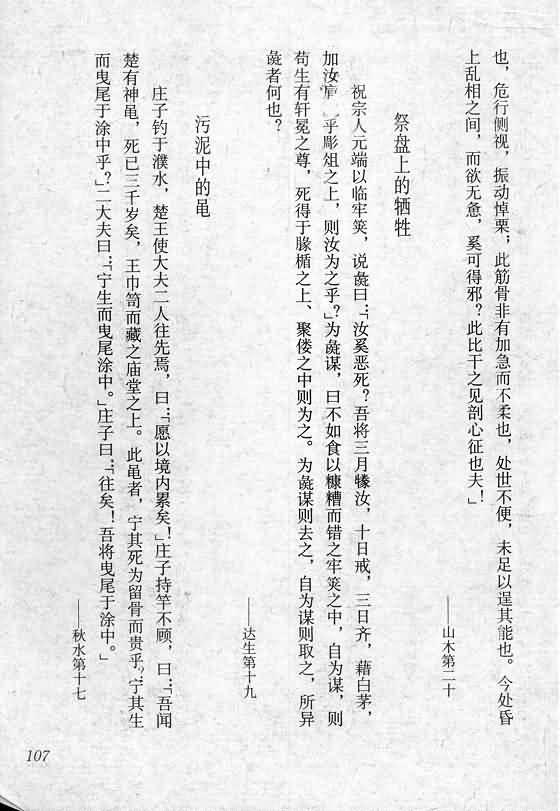 也，危行侧视，振动悼栗；此筋骨非有加急而不柔也，处世不便，未足以逞其能也。今处昏
上乱相之间，而欲无惫，奚可得邪？此比干之见剖心征也夫！」
——山木第二十
祭盘上的牺牲
祝宗人元端以临牢筴，说彘曰：「汝奚恶死？吾将三月㹖汝，十日戒，三日齐，藉白茅，
加汝肩 乎彫俎之上，则汝为之乎？」为彘谋，曰不如食以糠糟而错之牢筴之中，自为谋，则
苟生有轩冕之尊，死得于腞楯之上、聚偻之中则为之。为彘谋则去之，自为谋则取之，所异
彘者何也？
——达生第十九
污泥中的龟
庄子钓于濮水，楚王使大夫二人往先焉，曰：「愿以境内累矣！」庄子持竿不顾，曰：「吾闻
楚有神龟，死已三千岁矣，王巾笥而藏之庙堂之上。此龟者，宁其死为留骨而贵乎？宁其生
而曳尾于涂中乎？」二大夫曰：「宁生而曳尾涂中。」庄子曰：「往矣！吾将曳尾于涂中。」
——秋水第十七
107